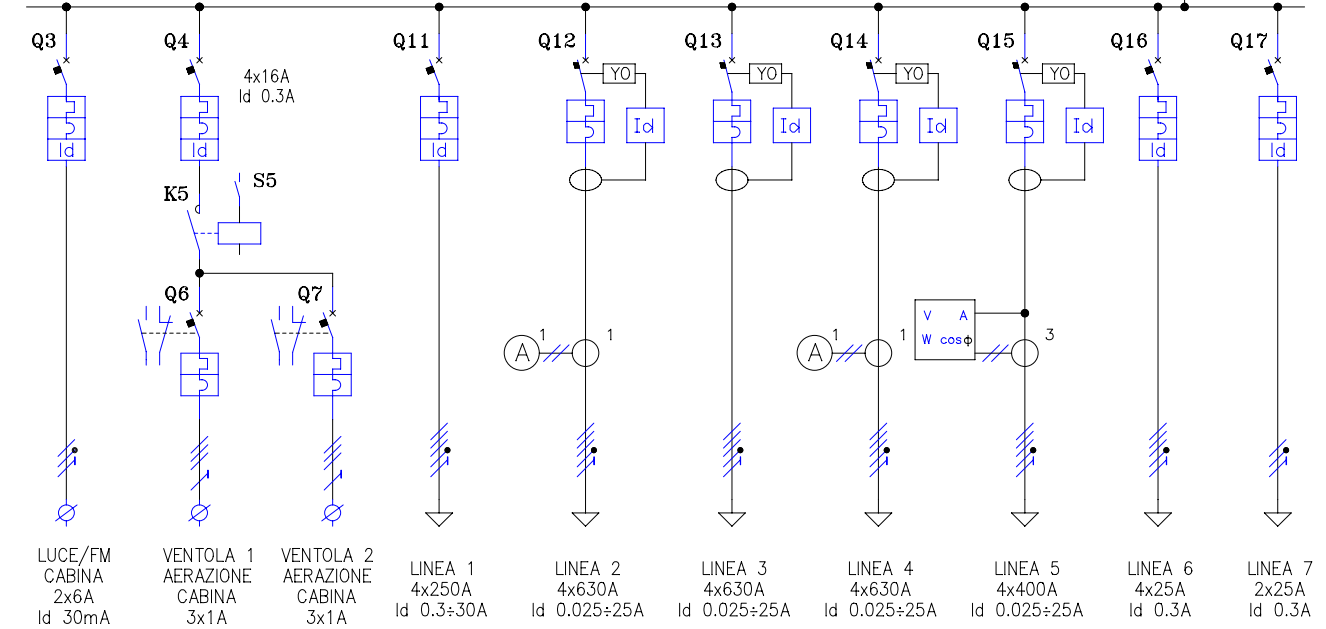 Q3
Q4
Q11
Q12
Q13
Q14
Q15
Q16
Q17
4x16A
Id 0.3A
YO
YO
YO
YO
Id
Id
Id
Id
Id
Id
Id
Id
Id
K5
S5
Q6
Q7
A
1
1
A
1
1
V A
W cosϕ
3
LUCE/FM
CABINA
2x6A
Id 30mA
VENTOLA 1
AERAZIONE
CABINA
3x1A
VENTOLA 2
AERAZIONE
CABINA
3x1A
LINEA 1
4x250A
Id 0.3÷30A
LINEA 2
4x630A
Id 0.025÷25A
LINEA 3
4x630A
Id 0.025÷25A
LINEA 4
4x630A
Id 0.025÷25A
LINEA 5
4x400A
Id 0.025÷25A
LINEA 6
4x25A
Id 0.3A
LINEA 7
2x25A
Id 0.3A